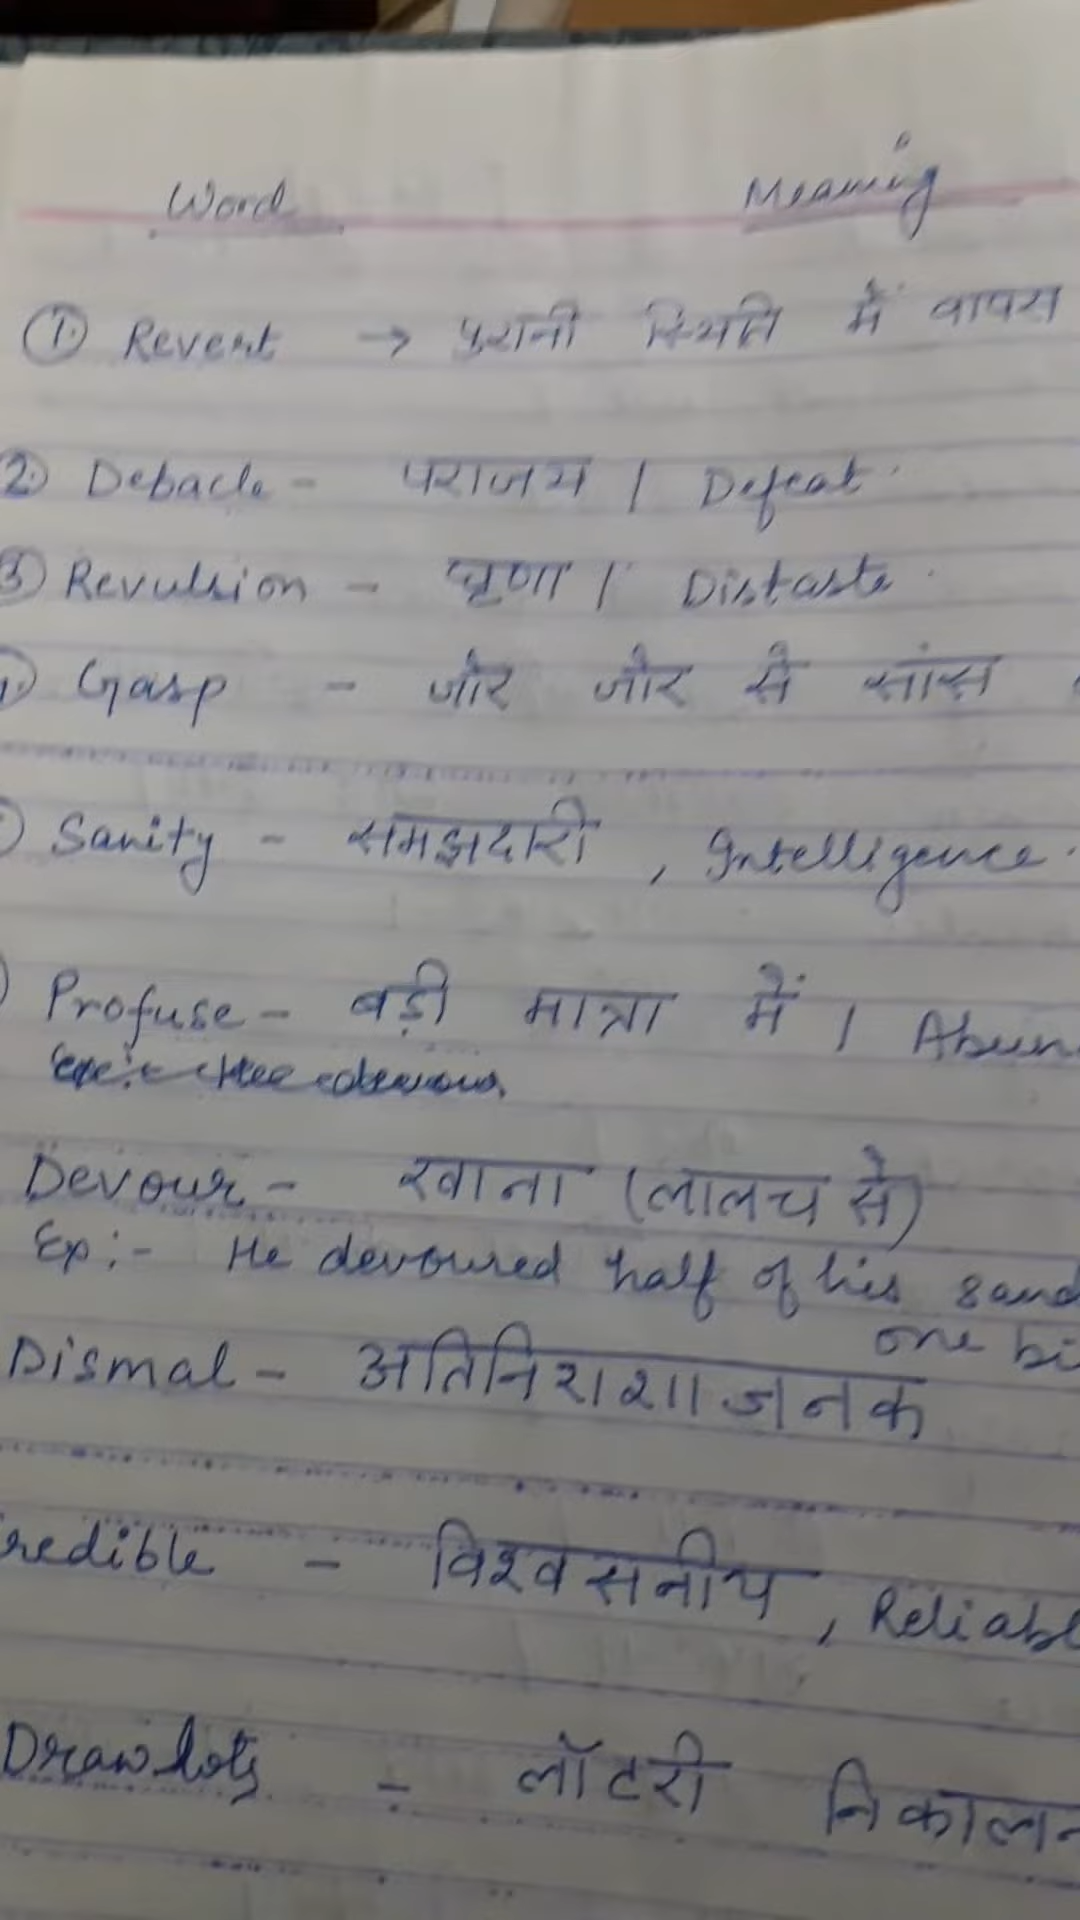 Word Meaning
① Revert → पुरानी स्थिति में वापस
2. Debacle - पराजय / Defeat
3 Revulsion - घृणा / Distaste
Gasp - जोर जोर से सांस
Sanity - समझदारी, Intelligence.
Profuse - बड़ी मात्रा में / Abun
Devour - खाना (लालच से)
Ex:- He devoured half of his sand
one bi
Dismal - अतिनिराशाजनक
redible - विश्वसनीय, Reliabl
Draw lots - लॉटरी निकालन